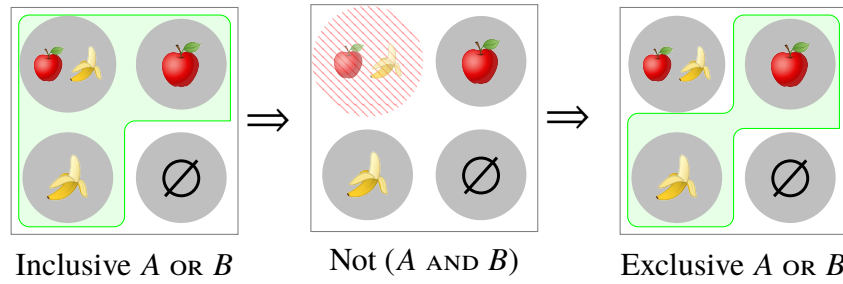 ∅ ⇒ ∅ ⇒ ∅
Inclusive A OR B Not (A AND B) Exclusive A OR B